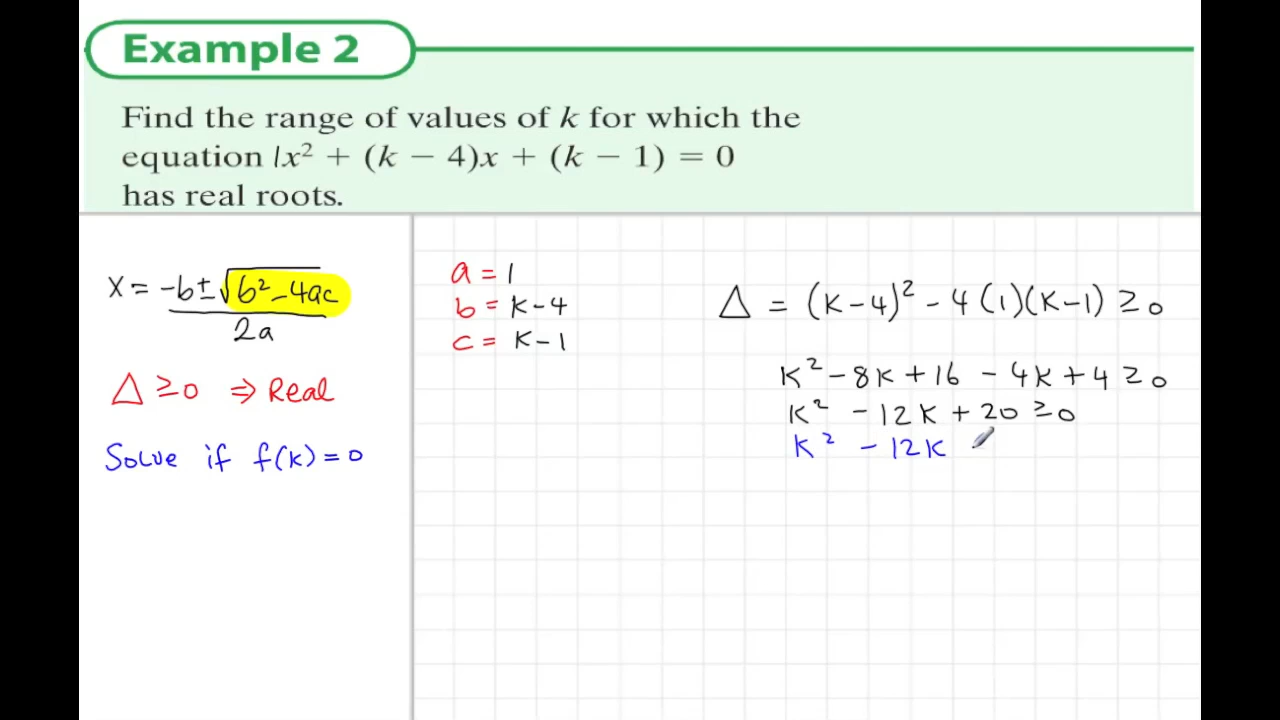 Example 2
Find the range of values of k for which the
equation 1x² + (k − 4)x + (k − 1) = 0
has real roots.
x = −b ± √b² − 4ac
2a
△ ≥ 0 ⇒ Real
Solve if f(k) = 0
a = 1
b = k − 4
c = k − 1
△ = (k − 4)² − 4(1)(k − 1) ≥ 0
k² − 8k + 16 − 4k + 4 ≥ 0
k² − 12k + 20 ≥ 0
k² − 12k